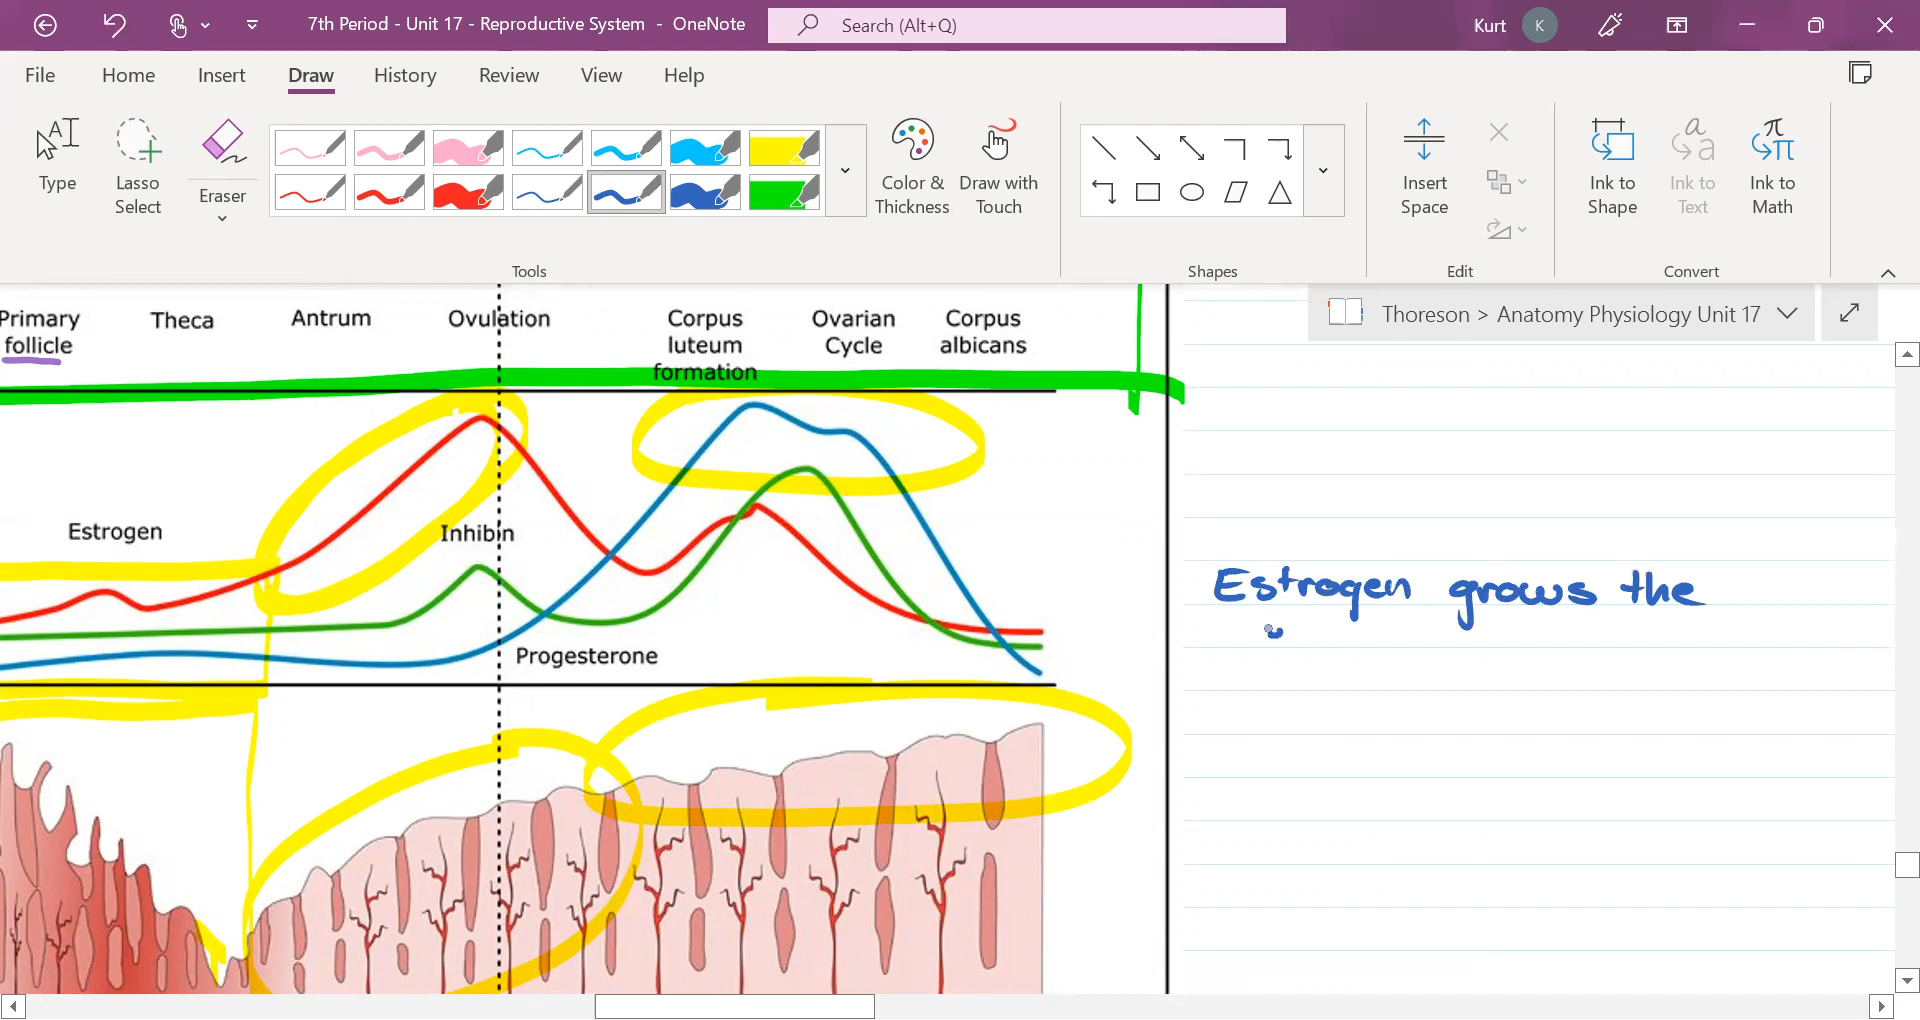 7th Period - Unit 17 - Reproductive System - OneNote
Search (Alt+Q)
Kurt
K
File Home Insert Draw History Review View Help
Type
Lasso Select
Eraser
Color & Thickness
Draw with Touch
Insert Space
Ink to Shape
Ink to Text
Ink to Math
Tools
Shapes
Edit
Convert
Thoreson > Anatomy Physiology Unit 17
Primary follicle
Theca
Antrum
Ovulation
Corpus luteum formation
Ovarian Cycle
Corpus albicans
Estrogen
Inhibin
Progesterone
Estrogen grows the